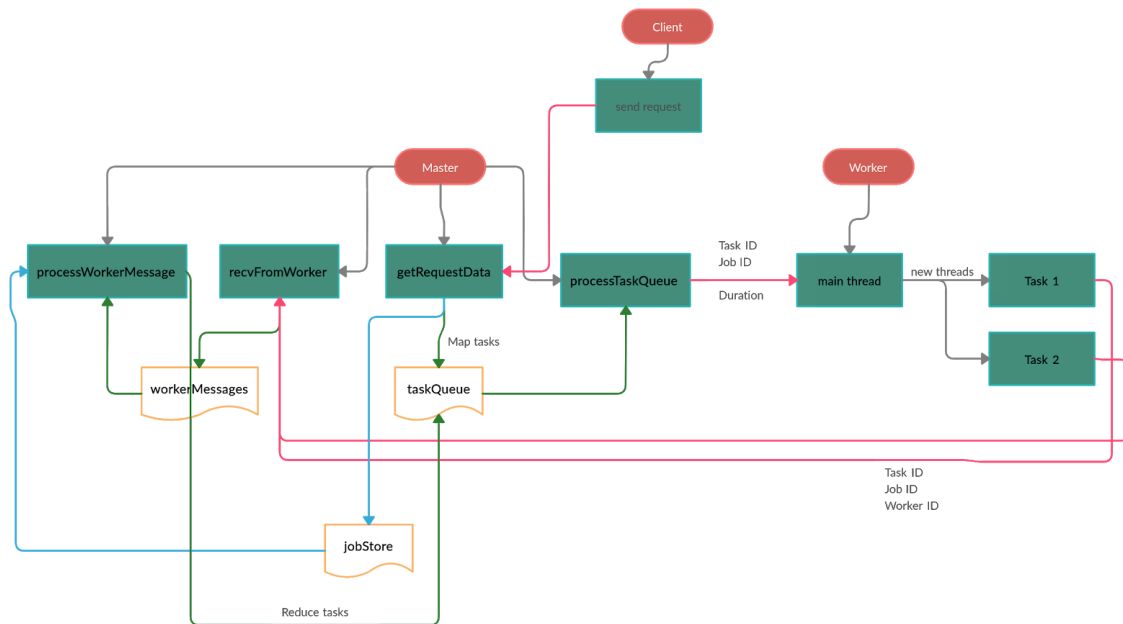 Client
send request
Master
Worker
processWorkerMessage
recvFromWorker
getRequestData
processTaskQueue
Task ID
Job ID
Duration
main thread
new threads
Task 1
Task 2
Map tasks
workerMessages
taskQueue
Task ID
Job ID
Worker ID
jobStore
Reduce tasks